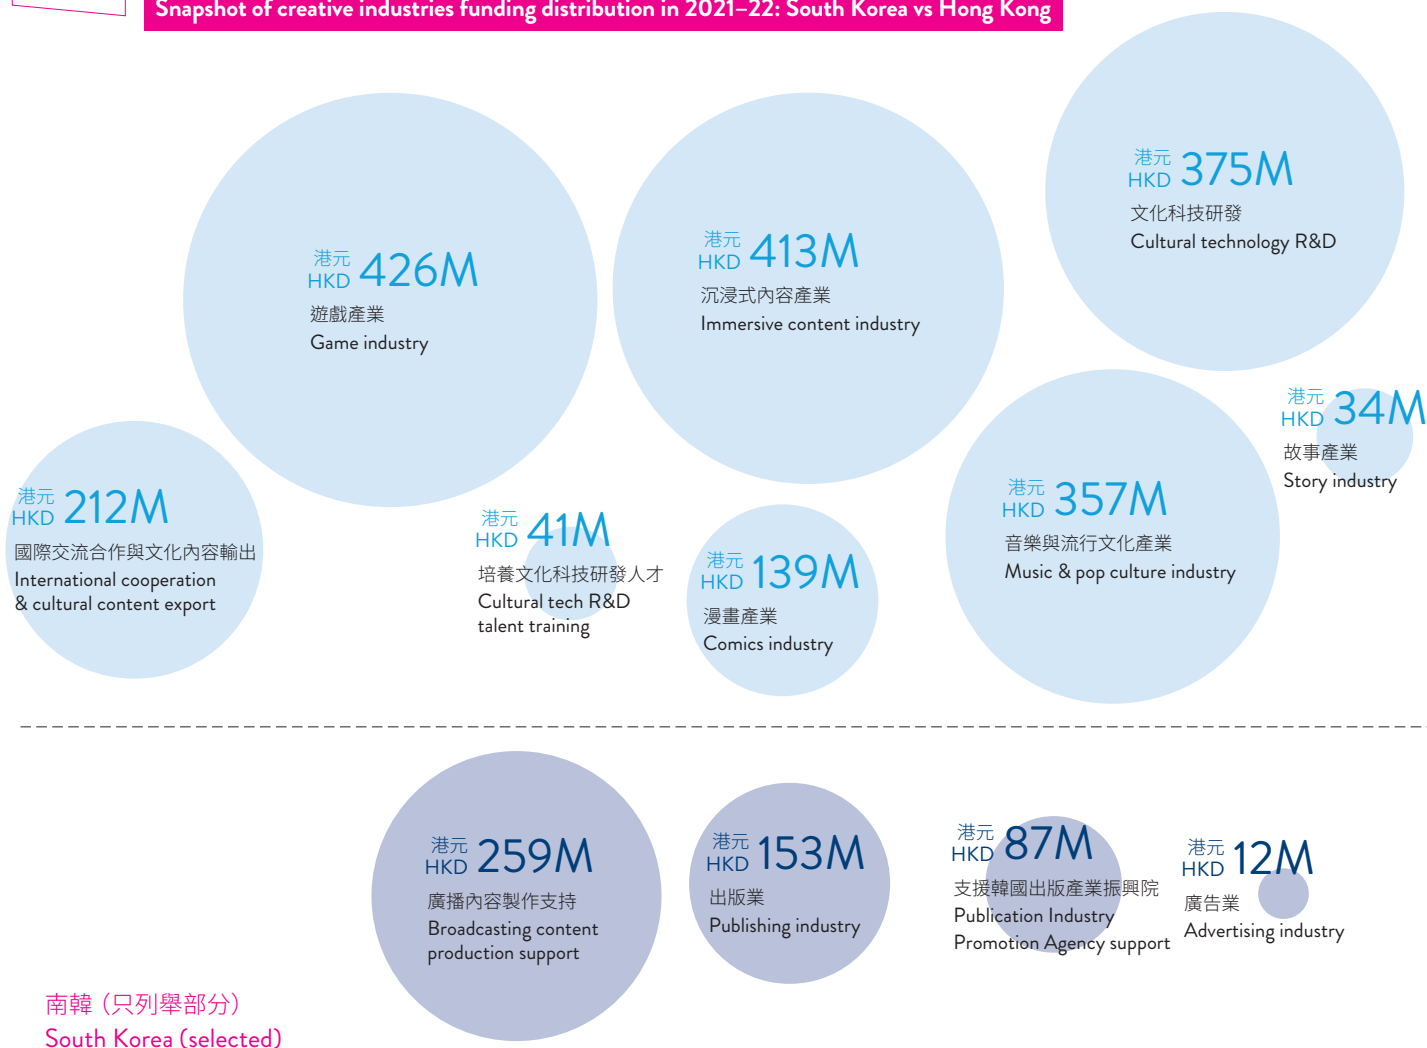 Snapshot of creative industries funding distribution in 2021–22: South Korea vs Hong Kong
港元
HKD 375M
文化科技研發
Cultural technology R&D
港元
HKD 413M
沉浸式內容產業
Immersive content industry
港元
HKD 426M
遊戲產業
Game industry
港元
HKD 34M
故事產業
Story industry
港元
HKD 357M
音樂與流行文化產業
Music & pop culture industry
港元
HKD 212M
國際交流合作與文化內容輸出
International cooperation
& cultural content export
港元
HKD 41M
培養文化科技研發人才
Cultural tech R&D
talent training
港元
HKD 139M
漫畫產業
Comics industry
港元
HKD 259M
廣播內容製作支持
Broadcasting content
production support
港元
HKD 153M
出版業
Publishing industry
港元
HKD 87M
支援韓國出版產業振興院
Publication Industry
Promotion Agency support
港元
HKD 12M
廣告業
Advertising industry
南韓（只列舉部分）
South Korea (selected)